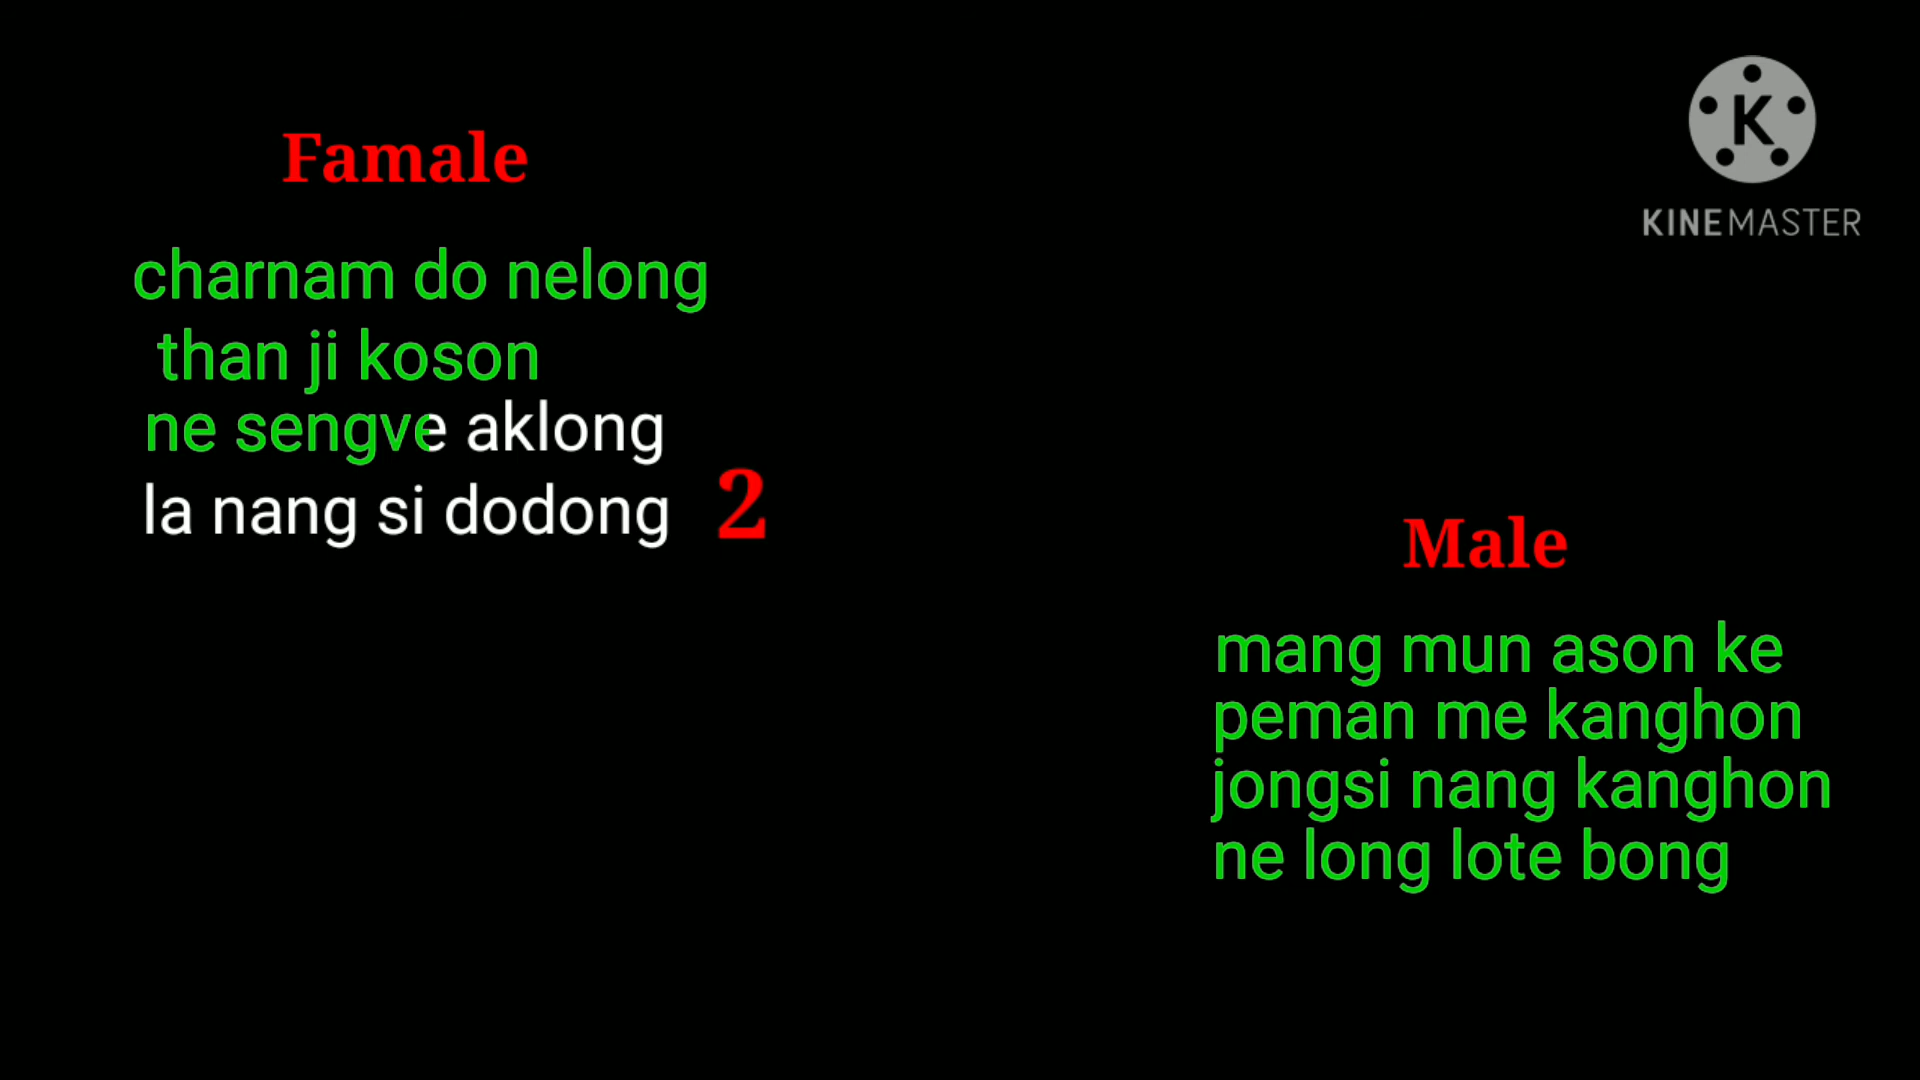 Famale
charnam do nelong
than ji koson
ne sengve aklong
la nang si dodong 2
Male
mang mun ason ke
peman me kanghon
jongsi nang kanghon
ne long lote bong
K
KINEMASTER